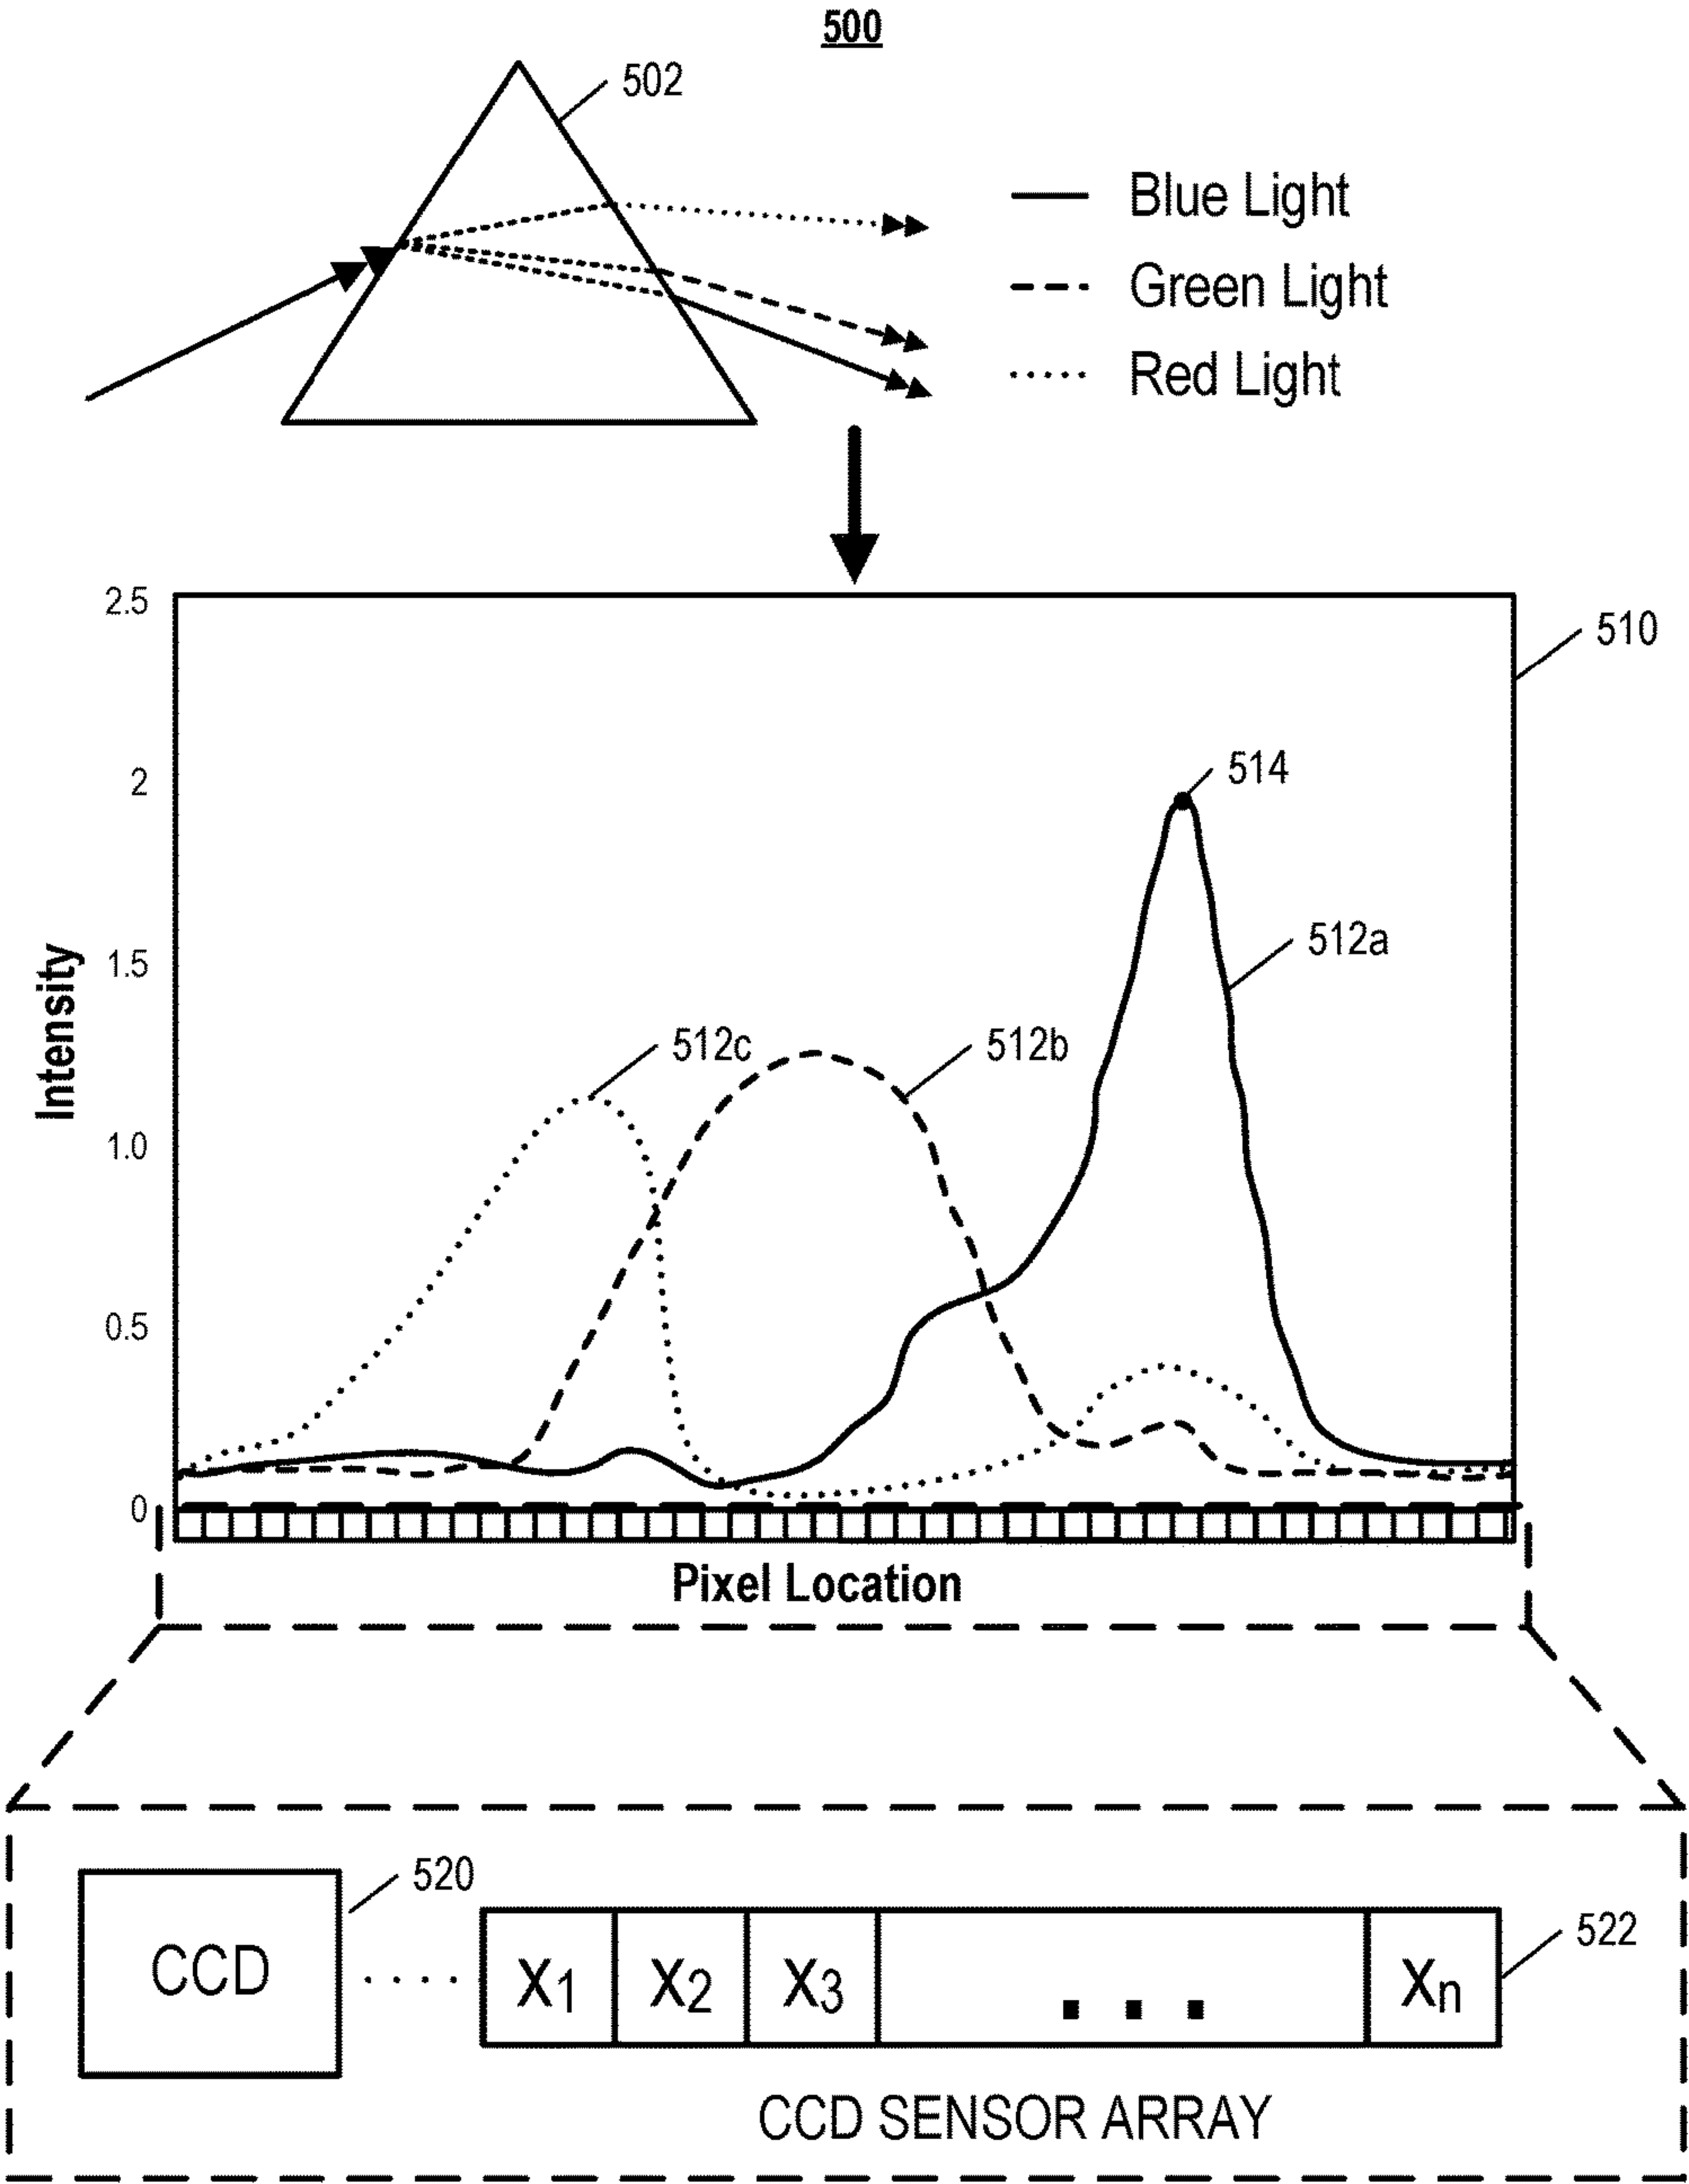 500
502
Blue Light
Green Light
Red Light
2.5
510
2
514
1.5
512a
Intensity
512c
512b
1.0
0.5
0
Pixel Location
520
CCD
X1
X2
X3
. . .
Xn
522
CCD SENSOR ARRAY